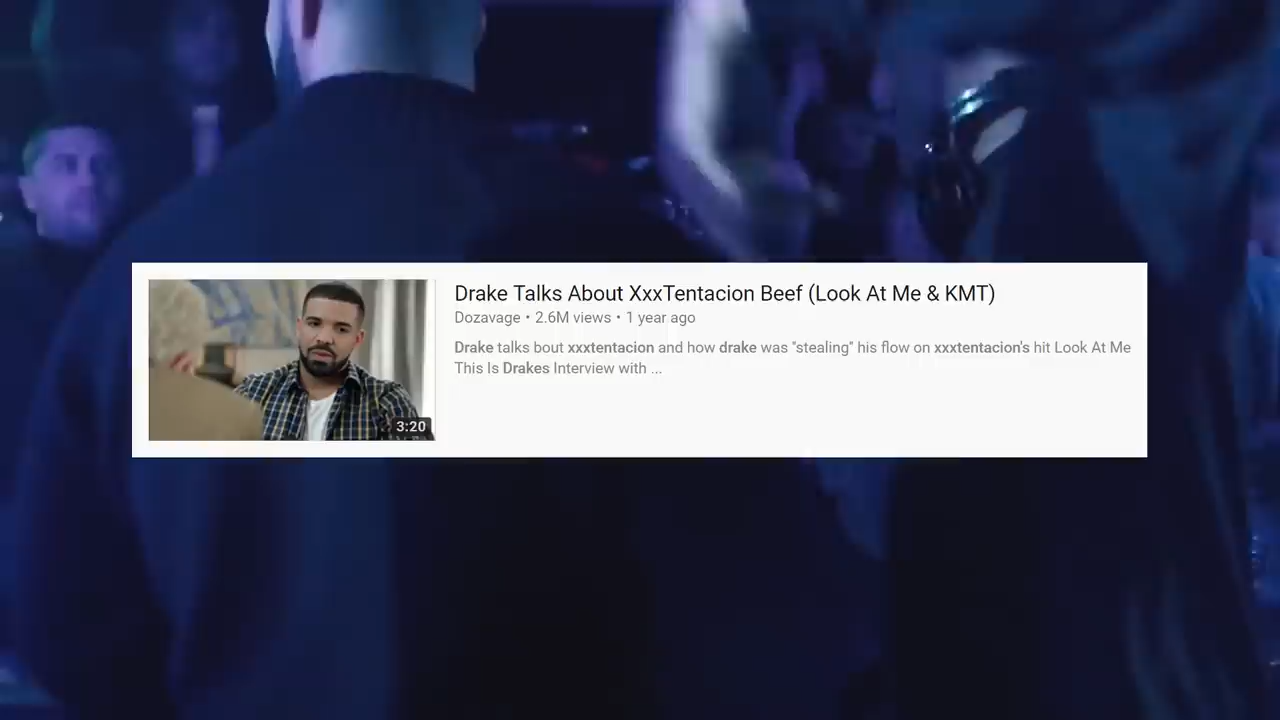 Drake Talks About XxxTentacion Beef (Look At Me & KMT)
Dozavage • 2.6M views • 1 year ago
Drake talks bout xxxtentacion and how drake was "stealing" his flow on xxxtentacion's hit Look At Me
This Is Drakes Interview with ...
3:20